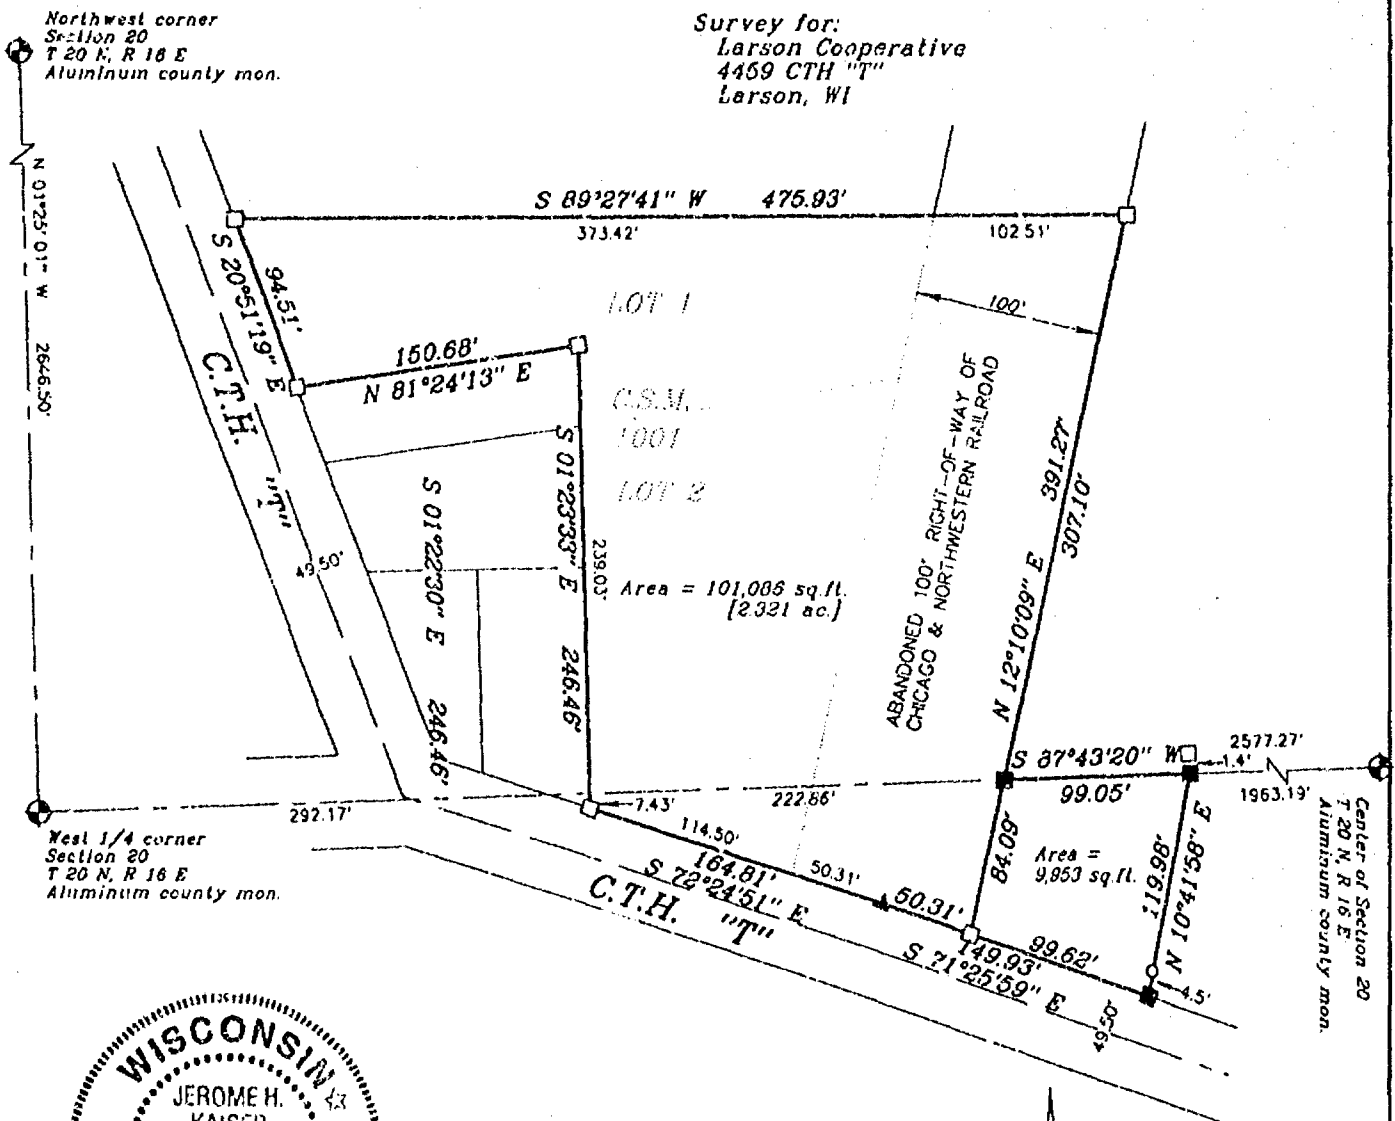 Northwest corner
Section 20
T 20 N, R 16 E
Aluminum county mon.
Survey for:
Larson Cooperative
4459 CTH "T"
Larson, WI
N 01°25'01" W 2646.50'
S 89°27'41" W 475.93'
373.42'
102.51'
S 20°51'19" E
94.51'
LOT 1
100'
150.68'
N 81°24'13" E
C.T.H. "T"
C.S.M.
1001
LOT 2
ABANDONED 100' RIGHT-OF-WAY OF
CHICAGO & NORTHWESTERN RAILROAD
391.27'
307.10'
N 12°10'09" E
S 01°23'33" E 246.46'
239.03'
S 01°22'30" E 246.46'
49.50'
Area = 101,086 sq.ft.
[2.321 ac.]
S 87°43'20" W
99.05'
1.4'
2577.27'
1963.19'
292.17'
7.43'
222.86'
West 1/4 corner
Section 20
T 20 N, R 16 E
Aluminum county mon.
Center of Section 20
T 20 N, R 16 E
Aluminum county mon.
114.50'
164.81'
S 72°24'51" E
50.31'
50.31'
84.09'
Area =
9,953 sq.ft.
119.98'
N 10°41'58" E
C.T.H. "T"
99.62'
149.93'
S 71°25'59" E
4.5'
49.50'
WISCONSIN
JEROME H.
KAISER